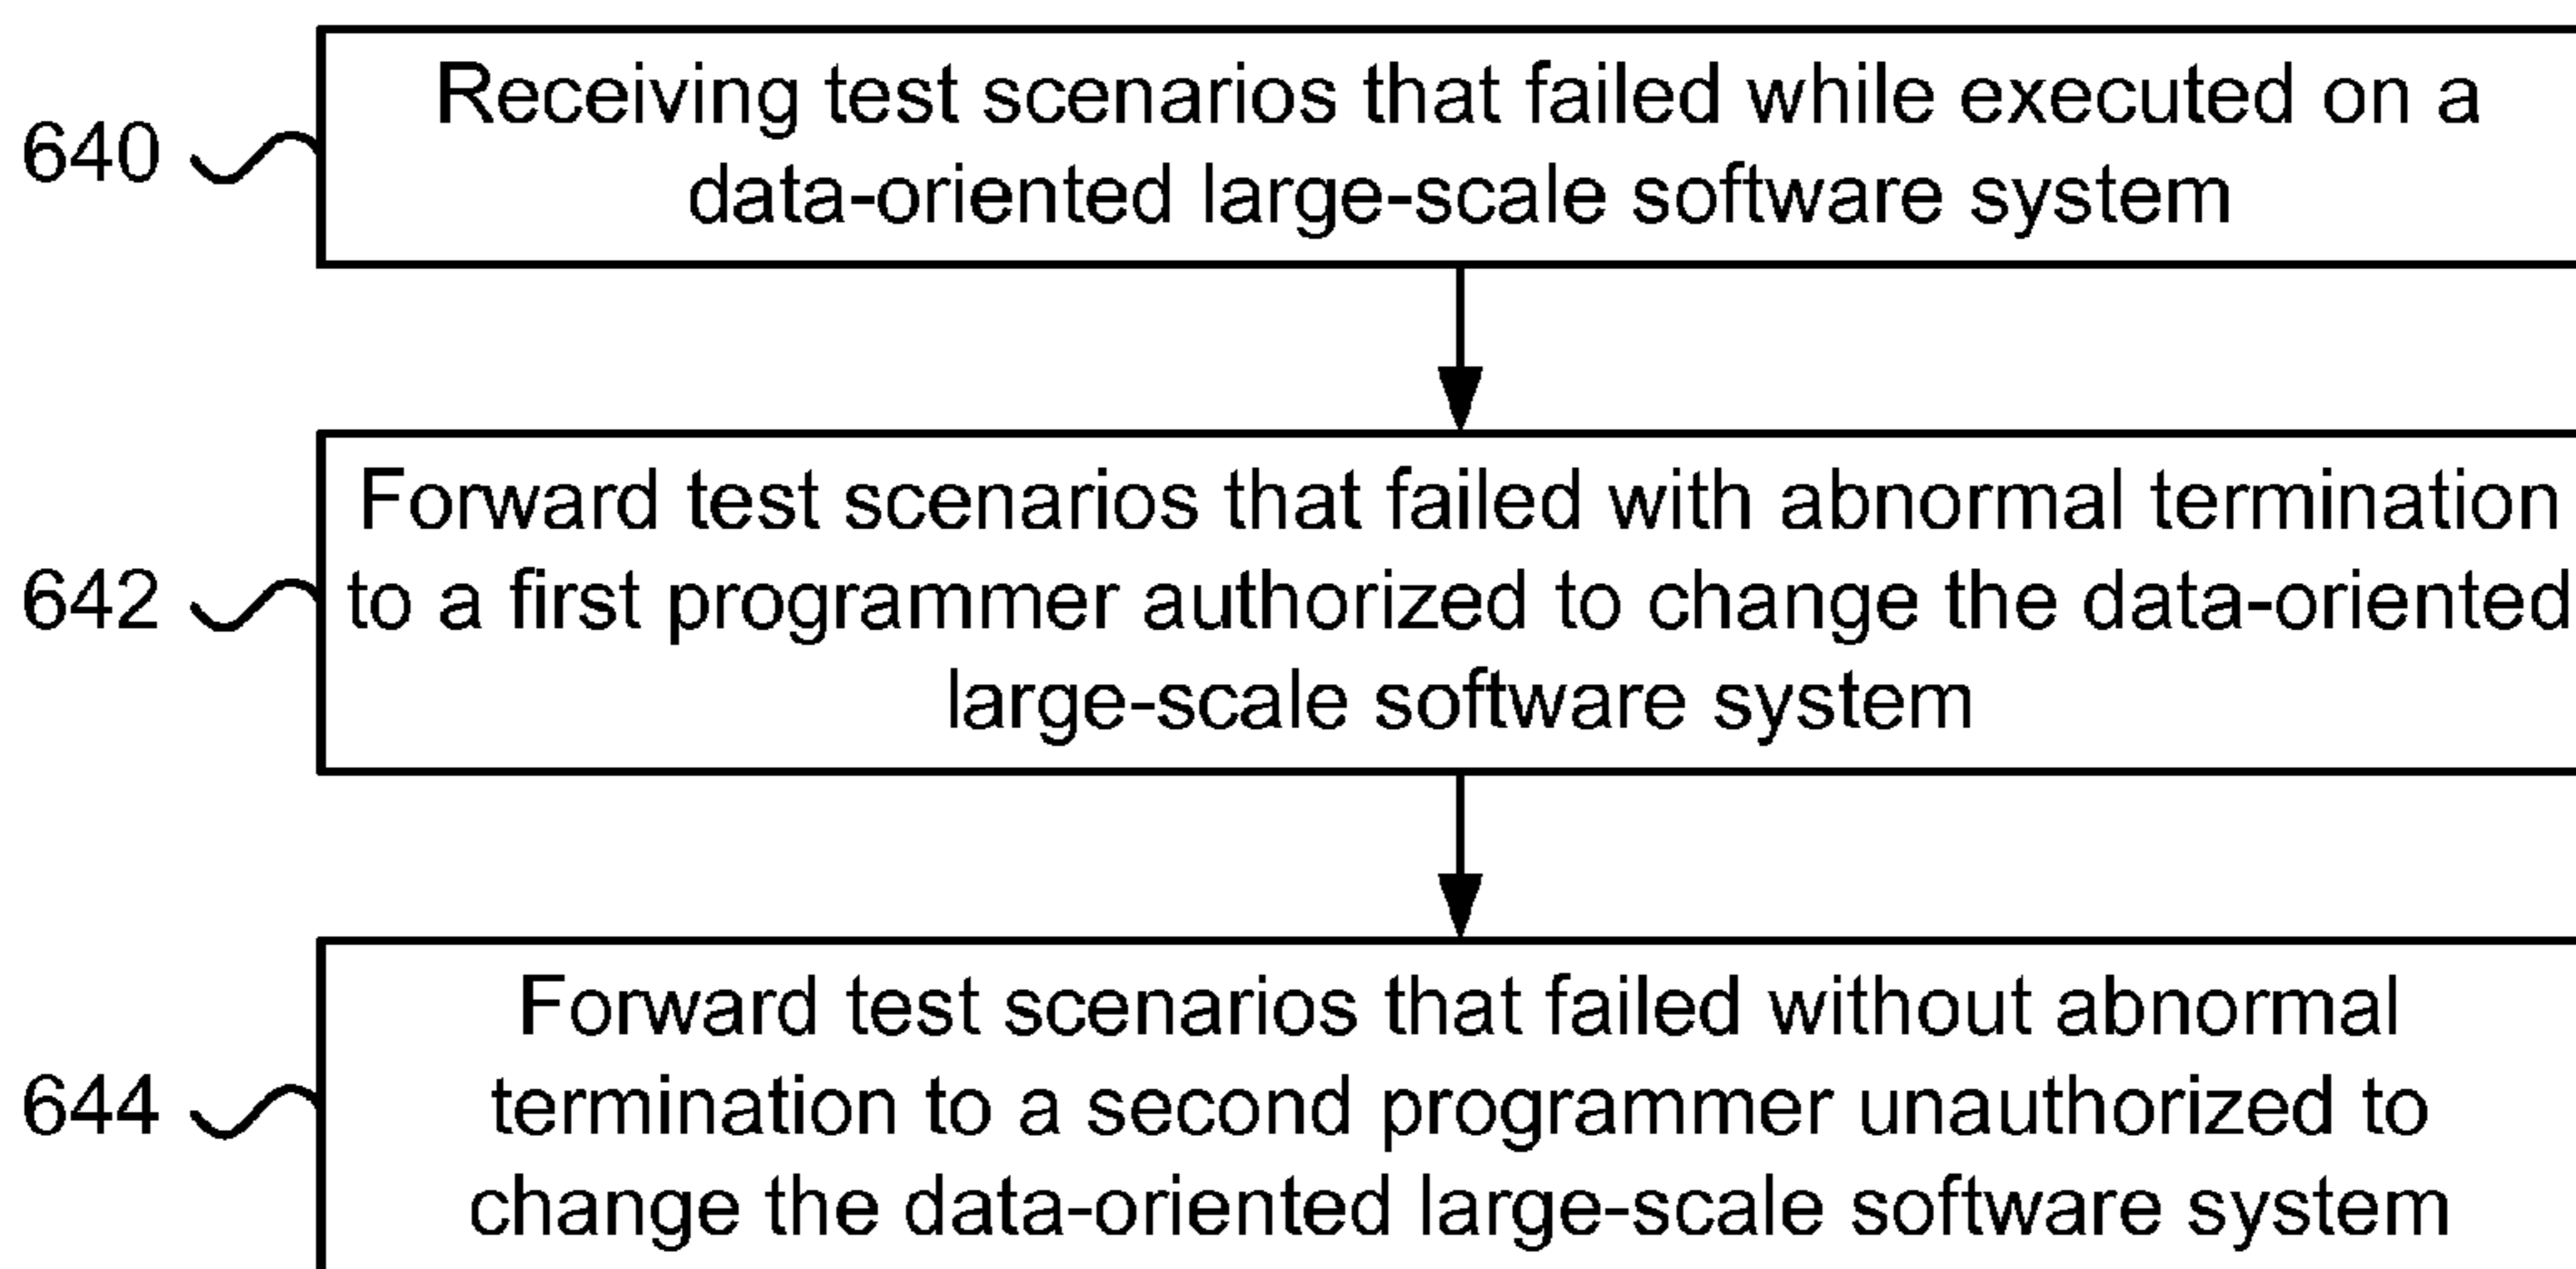 640
Receiving test scenarios that failed while executed on a
data-oriented large-scale software system
642
Forward test scenarios that failed with abnormal termination
to a first programmer authorized to change the data-oriented
large-scale software system
644
Forward test scenarios that failed without abnormal
termination to a second programmer unauthorized to
change the data-oriented large-scale software system